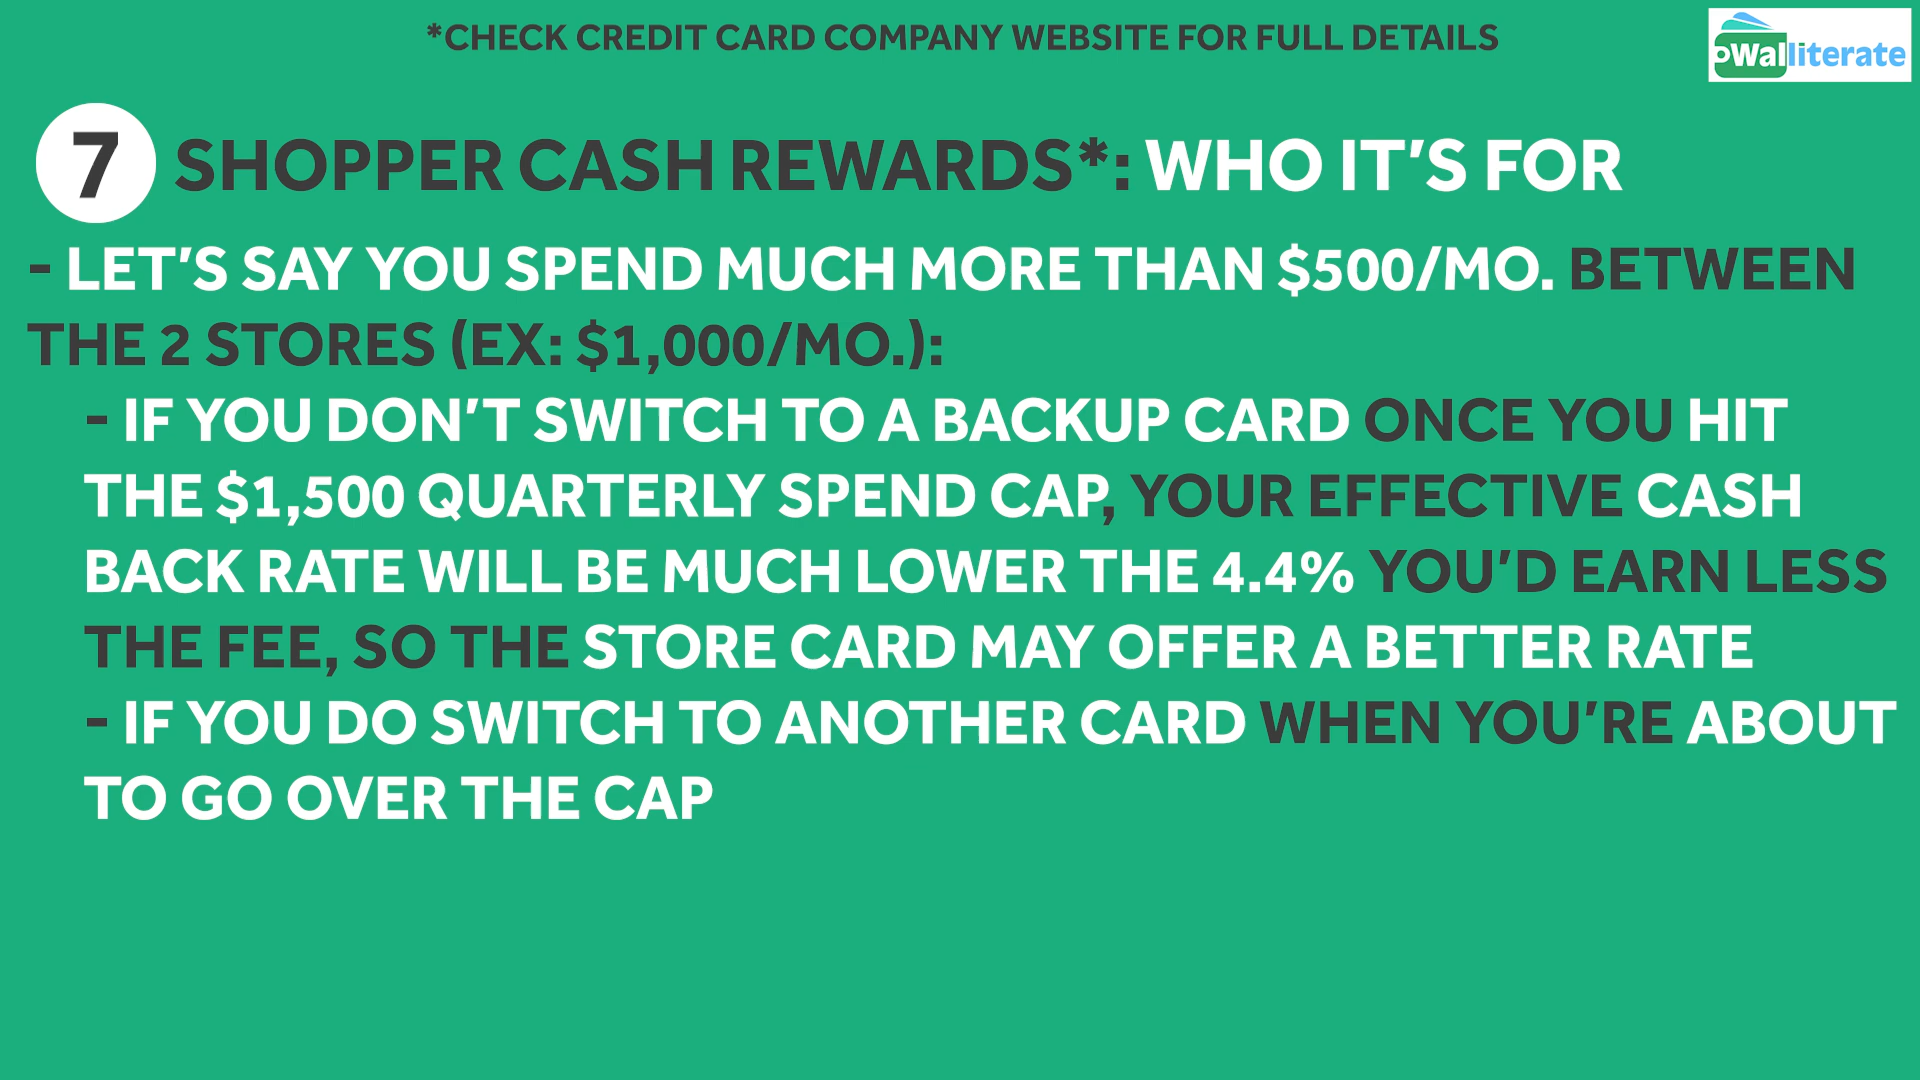 *CHECK CREDIT CARD COMPANY WEBSITE FOR FULL DETAILS
Walliterate
7 SHOPPER CASH REWARDS*: WHO IT'S FOR
- LET'S SAY YOU SPEND MUCH MORE THAN $500/MO. BETWEEN
THE 2 STORES (EX: $1,000/MO.):
- IF YOU DON'T SWITCH TO A BACKUP CARD ONCE YOU HIT
THE $1,500 QUARTERLY SPEND CAP, YOUR EFFECTIVE CASH
BACK RATE WILL BE MUCH LOWER THE 4.4% YOU'D EARN LESS
THE FEE, SO THE STORE CARD MAY OFFER A BETTER RATE
- IF YOU DO SWITCH TO ANOTHER CARD WHEN YOU'RE ABOUT
TO GO OVER THE CAP